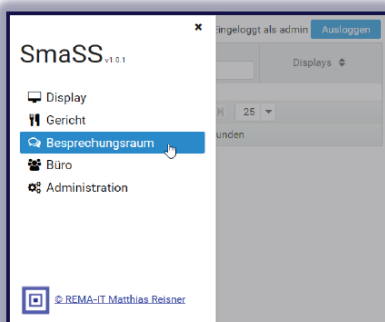 ×
Eingeloggt als admin Ausloggen
SmaSS v1.0.1
Displays
Display
Gericht
25
Besprechungsraum
Büro
Administration
© REMA-IT Matthias Reisner